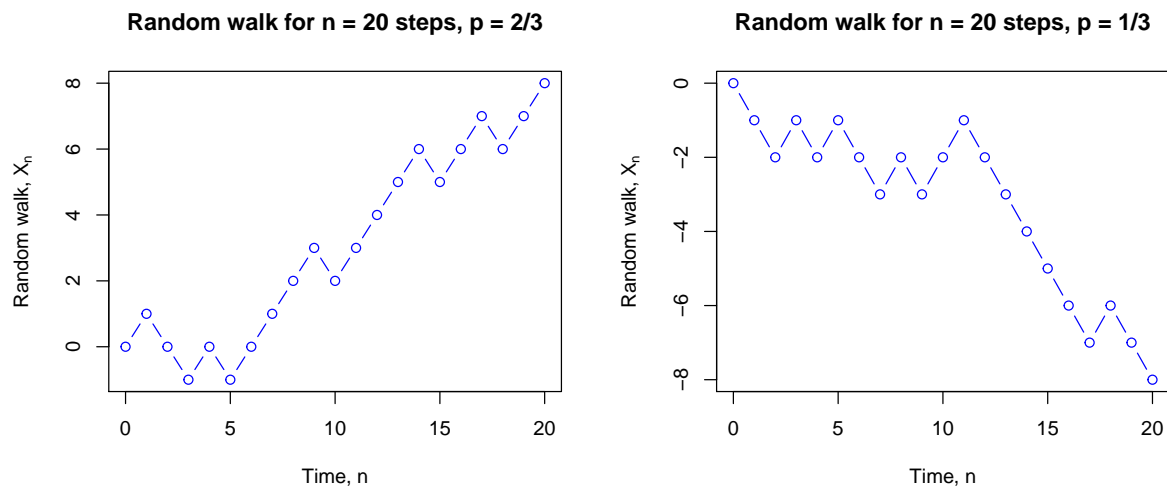 Random walk for n = 20 steps, p = 2/3
Random walk, Xₙ
8
6
4
2
0
0 5 10 15 20
Time, n
Random walk for n = 20 steps, p = 1/3
Random walk, Xₙ
0
−2
−4
−6
−8
0 5 10 15 20
Time, n